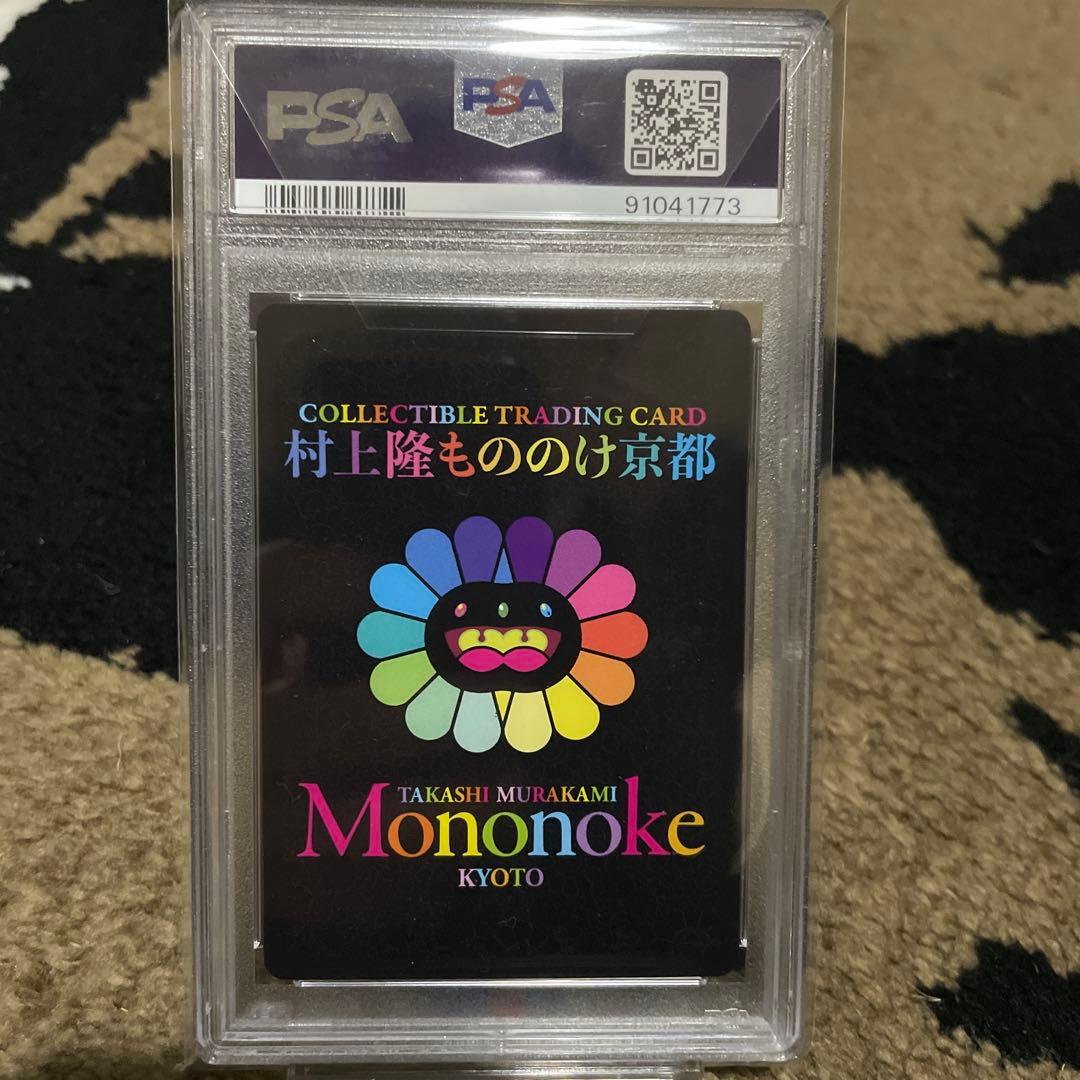 PSA PSA
91041773
COLLECTIBLE TRADING CARD
村上隆もののけ京都
TAKASHI MURAKAMI
Mononoke
KYOTO